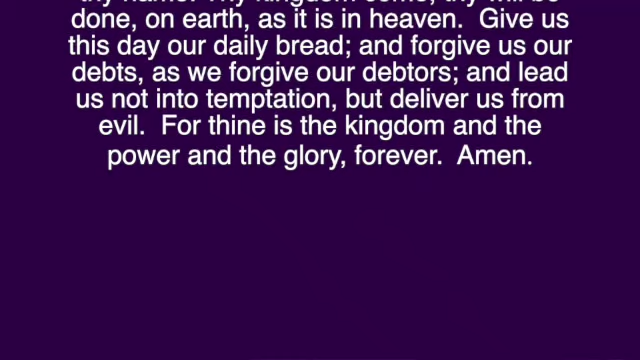 thy name. Thy kingdom come, thy will be
done, on earth, as it is in heaven.  Give us
this day our daily bread; and forgive us our
debts, as we forgive our debtors; and lead
us not into temptation, but deliver us from
evil.  For thine is the kingdom and the
power and the glory, forever.  Amen.